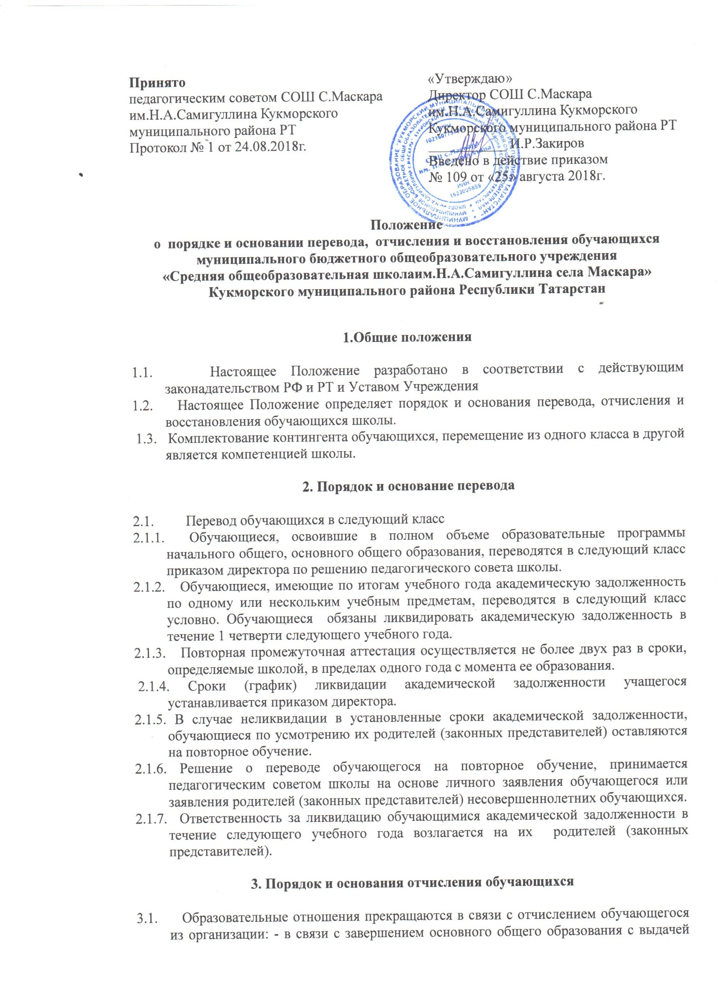 Принято
педагогическим советом СОШ С.Маскара
им.Н.А.Самигуллина Кукморского
муниципального района РТ
Протокол № 1 от 24.08.2018г.
«Утверждаю»
Директор СОШ С.Маскара
им.Н.А.Самигуллина Кукморского
Кукморского муниципального района РТ
___________ И.Р.Закиров
Введено в действие приказом
№ 109 от «25» августа 2018г.
ОГРН
СОШ с.Маскара
им. Н.А.Самигуллина
ИНН
Положение
о порядке и основании перевода, отчисления и восстановления обучающихся
муниципального бюджетного общеобразовательного учреждения
«Средняя общеобразовательная школаим.Н.А.Самигуллина села Маскара»
Кукморского муниципального района Республики Татарстан
1.Общие положения
1.1. Настоящее Положение разработано в соответствии с действующим
законадательством РФ и РТ и Уставом Учреждения
1.2. Настоящее Положение определяет порядок и основания перевода, отчисления и
восстановления обучающихся школы.
1.3. Комплектование контингента обучающихся, перемещение из одного класса в другой
является компетенцией школы.
2. Порядок и основание перевода
2.1. Перевод обучающихся в следующий класс
2.1.1. Обучающиеся, освоившие в полном объеме образовательные программы
начального общего, основного общего образования, переводятся в следующий класс
приказом директора по решению педагогического совета школы.
2.1.2. Обучающиеся, имеющие по итогам учебного года академическую задолженность
по одному или нескольким учебным предметам, переводятся в следующий класс
условно. Обучающиеся обязаны ликвидировать академическую задолженность в
течение 1 четверти следующего учебного года.
2.1.3. Повторная промежуточная аттестация осуществляется не более двух раз в сроки,
определяемые школой, в пределах одного года с момента ее образования.
2.1.4. Сроки (график) ликвидации академической задолженности учащегося
устанавливается приказом директора.
2.1.5. В случае неликвидации в установленные сроки академической задолженности,
обучающиеся по усмотрению их родителей (законных представителей) оставляются
на повторное обучение.
2.1.6. Решение о переводе обучающегося на повторное обучение, принимается
педагогическим советом школы на основе личного заявления обучающегося или
заявления родителей (законных представителей) несовершеннолетних обучающихся.
2.1.7. Ответственность за ликвидацию обучающимися академической задолженности в
течение следующего учебного года возлагается на их родителей (законных
представителей).
3. Порядок и основания отчисления обучающихся
3.1. Образовательные отношения прекращаются в связи с отчислением обучающегося
из организации: - в связи с завершением основного общего образования с выдачей